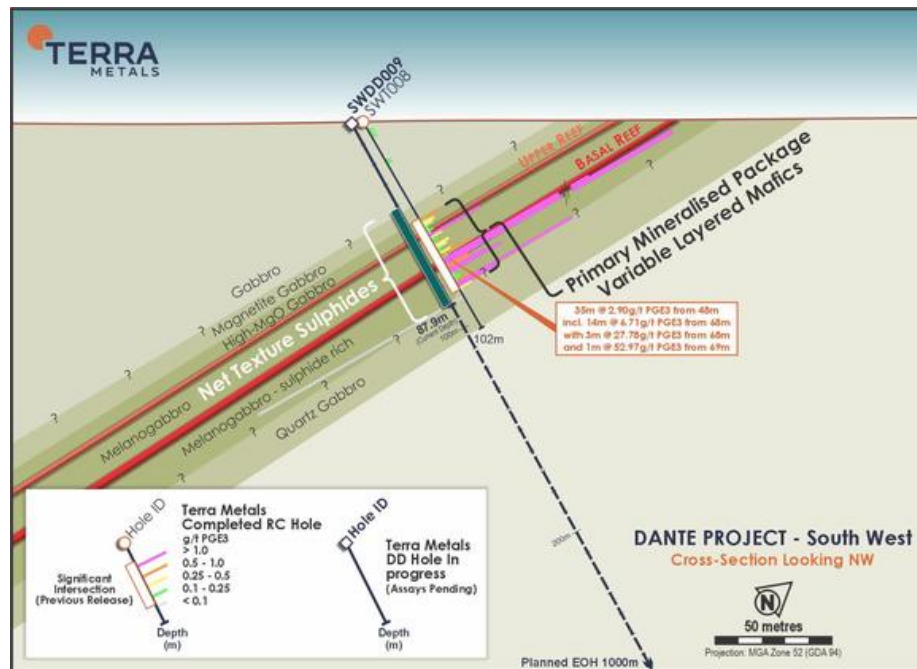 TERRA
METALS
SWDD009
SWT008
UPPER REEF
BASAL REEF
?
?
?
?
?
?
?
?
?
?
?
?
?
?
Primary Mineralised Package
Variable Layered Mafics
Gabbro
Magnetite Gabbro
High-MgO Gabbro
Net Texture Sulphides
Melanogabbro
Melanogabbro - sulphide rich
Quartz Gabbro
87.9m
(Current Depth)
100m
102m
35m @ 2.90g/t PGE3 from 48m
incl. 14m @ 6.71g/t PGE3 from 68m
with 3m @ 27.78g/t PGE3 from 68m
and 1m @ 52.97g/t PGE3 from 69m
200m
Planned EOH 1000m
Hole ID
Terra Metals
Completed RC Hole
g/t PGE3
> 1.0
0.5 - 1.0
0.25 - 0.5
0.1 - 0.25
< 0.1
Significant
Intersection
(Previous Release)
Depth
(m)
Hole ID
Terra Metals
DD Hole In
progress
(Assays Pending)
Depth
(m)
DANTE PROJECT - South West
Cross-Section Looking NW
N
50 metres
Projection: MGA Zone 52 (GDA 94)